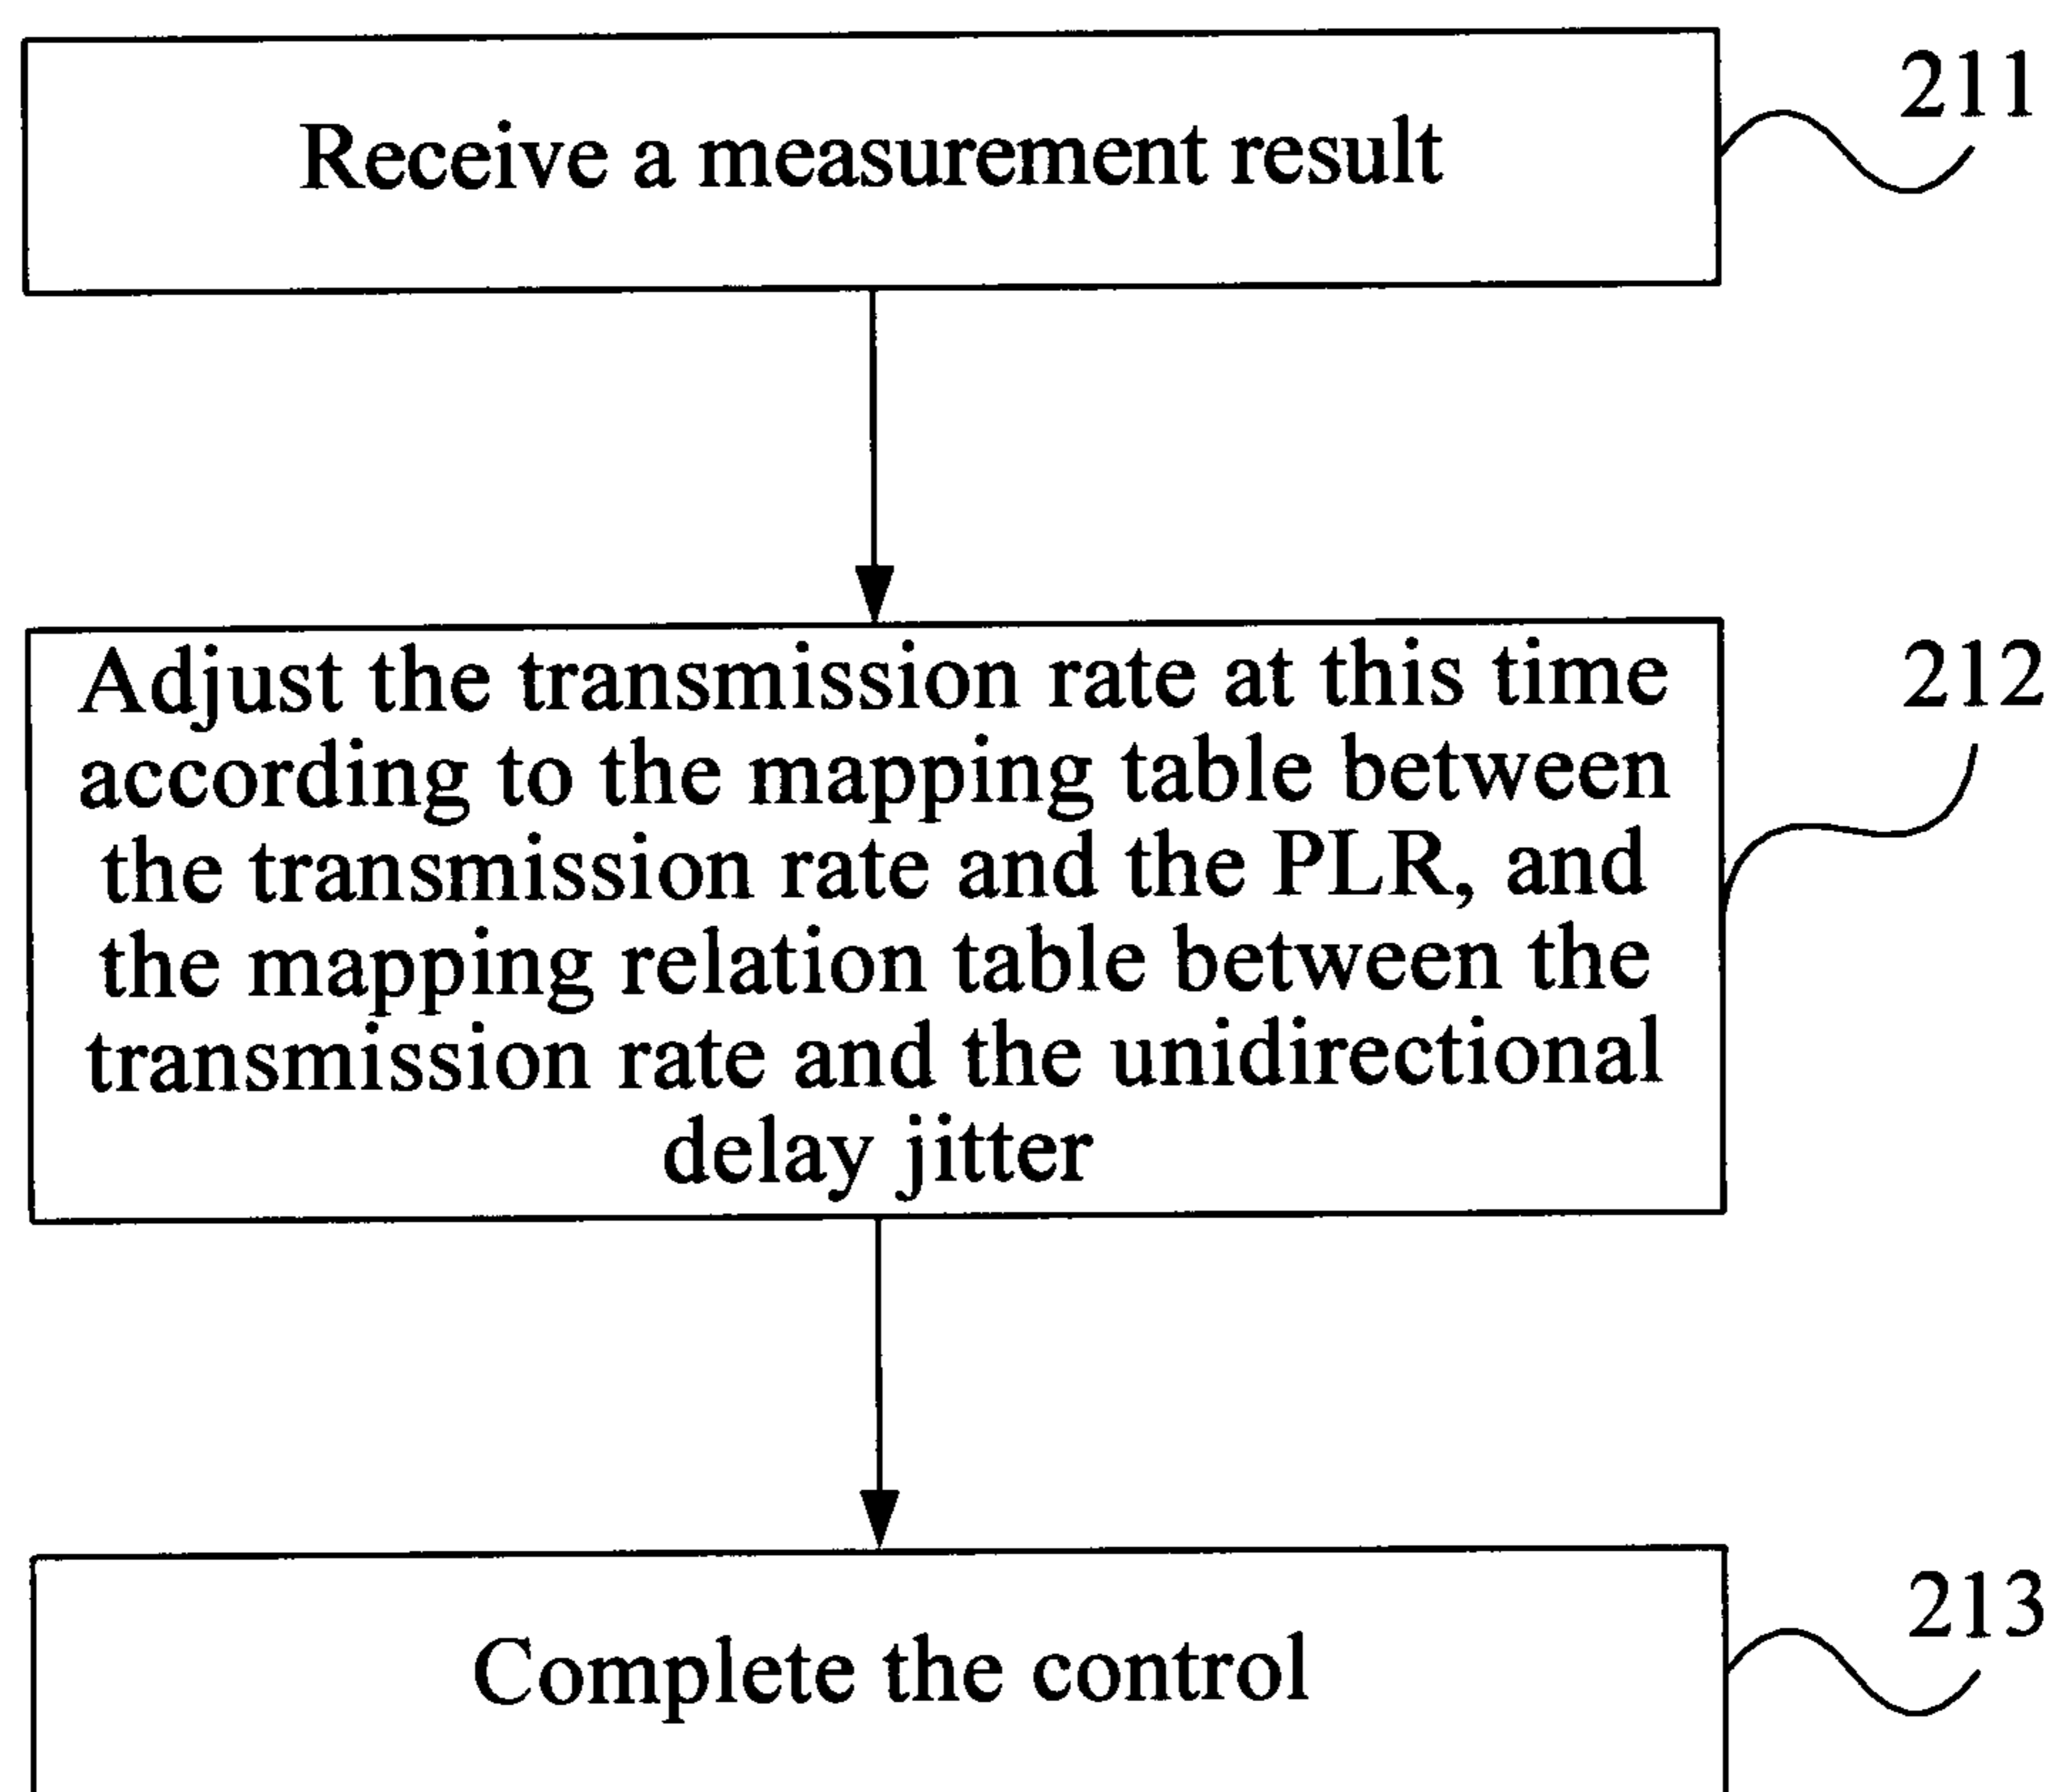 Receive a measurement result
211
Adjust the transmission rate at this time
according to the mapping table between
the transmission rate and the PLR, and
the mapping relation table between the
transmission rate and the unidirectional
delay jitter
212
Complete the control
213